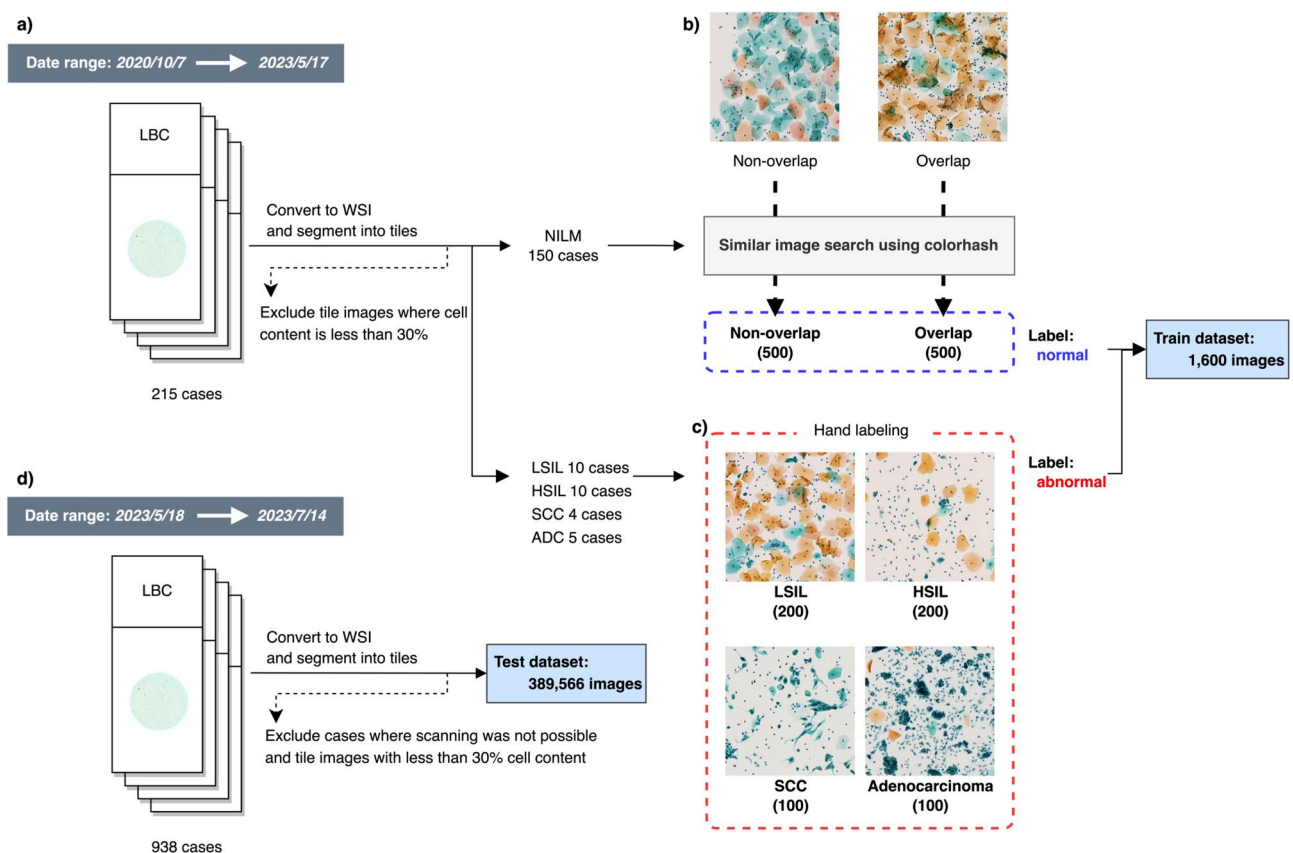 a)
Date range: 2020/10/7 2023/5/17
LBC
215 cases
Convert to WSI
and segment into tiles
Exclude tile images where cell
content is less than 30%
NILM
150 cases
LSIL 10 cases
HSIL 10 cases
SCC 4 cases
ADC 5 cases
b)
Non-overlap Overlap
Similar image search using colorhash
Non-overlap Overlap
(500) (500)
Label:
normal
Train dataset:
1,600 images
c)
Hand labeling
LSIL HSIL
(200) (200)
SCC Adenocarcinoma
(100) (100)
Label:
abnormal
d)
Date range: 2023/5/18 2023/7/14
LBC
938 cases
Convert to WSI
and segment into tiles
Exclude cases where scanning was not possible
and tile images with less than 30% cell content
Test dataset:
389,566 images